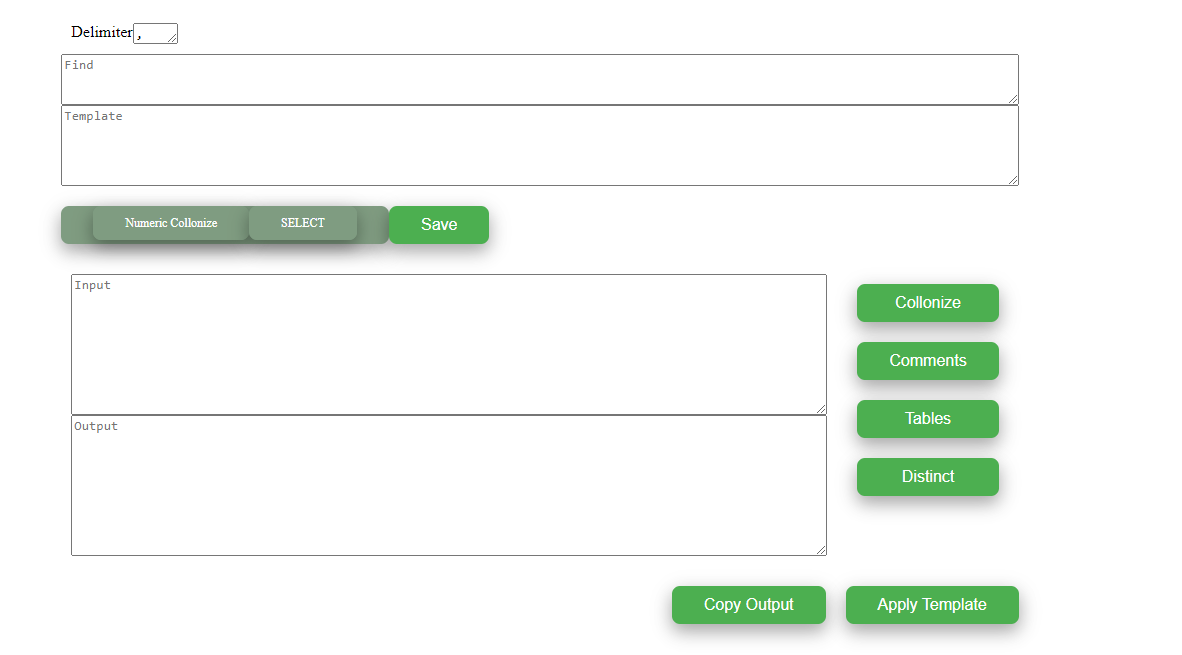 Delimiter ,
Find
Template
Numeric Collonize SELECT Save
Input
Collonize
Comments
Tables
Output
Distinct
Copy Output Apply Template